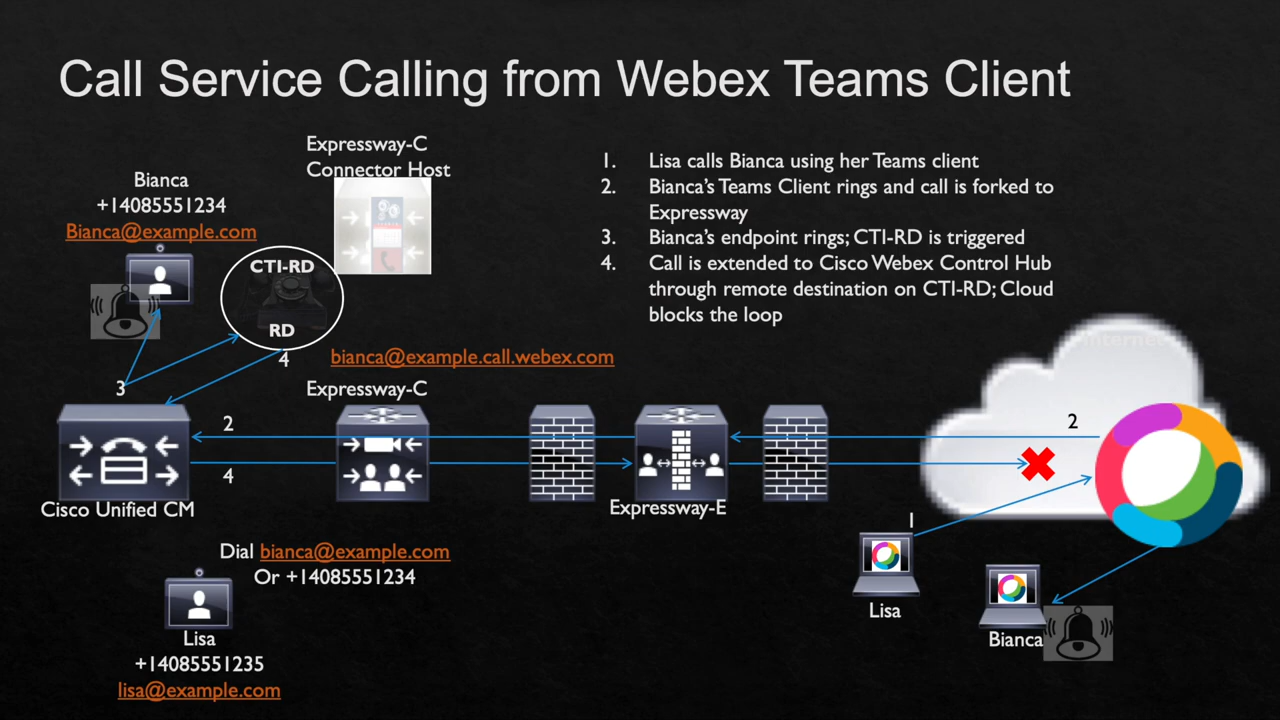 Call Service Calling from Webex Teams Client
Expressway-C
Connector Host
Bianca
+14085551234
Bianca@example.com
CTI-RD
RD
1. Lisa calls Bianca using her Teams client
2. Bianca's Teams Client rings and call is forked to
Expressway
3. Bianca's endpoint rings; CTI-RD is triggered
4. Call is extended to Cisco Webex Control Hub
through remote destination on CTI-RD; Cloud
blocks the loop
Internet
4
bianca@example.call.webex.com
3
Expressway-C
2
2
4
Cisco Unified CM
Expressway-E
1
Dial bianca@example.com
Or +14085551234
Lisa
Bianca
Lisa
+14085551235
lisa@example.com